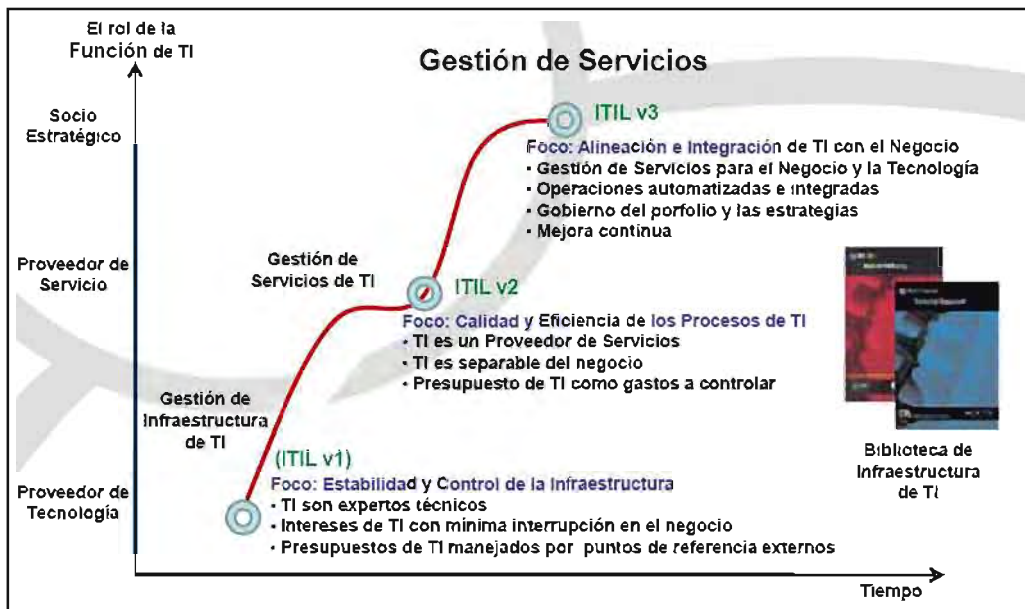 El rol de la
Función de TI
Gestión de Servicios
Socio
Estratégico
ITIL v3
Foco: Alineación e Integración de TI con el Negocio
• Gestión de Servicios para el Negocio y la Tecnología
• Operaciones automatizadas e integradas
• Gobierno del porfolio y las estrategias
• Mejora continua
Proveedor de
Servicio
Gestión de
Servicios de TI
ITIL v2
Foco: Calidad y Eficiencia de los Procesos de TI
• TI es un Proveedor de Servicios
• TI es separable del negocio
• Presupuesto de TI como gastos a controlar
Gestión de
Infraestructura
de TI
Biblioteca de
Infraestructura
de TI
(ITIL v1)
Foco: Estabilidad y Control de la Infraestructura
• TI son expertos técnicos
• Intereses de TI con mínima interrupción en el negocio
• Presupuestos de TI manejados por puntos de referencia externos
Proveedor de
Tecnología
Tiempo